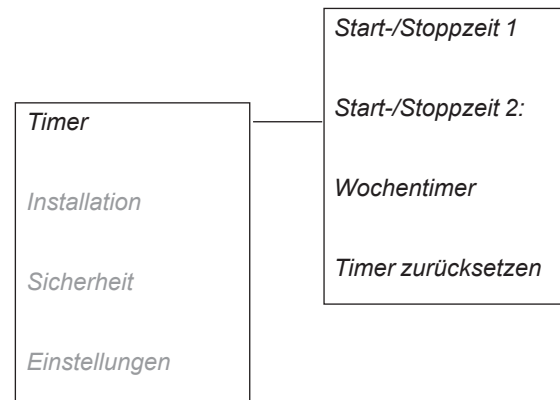 Timer
Installation
Sicherheit
Einstellungen
Start-/Stoppzeit 1
Start-/Stoppzeit 2:
Wochentimer
Timer zurücksetzen